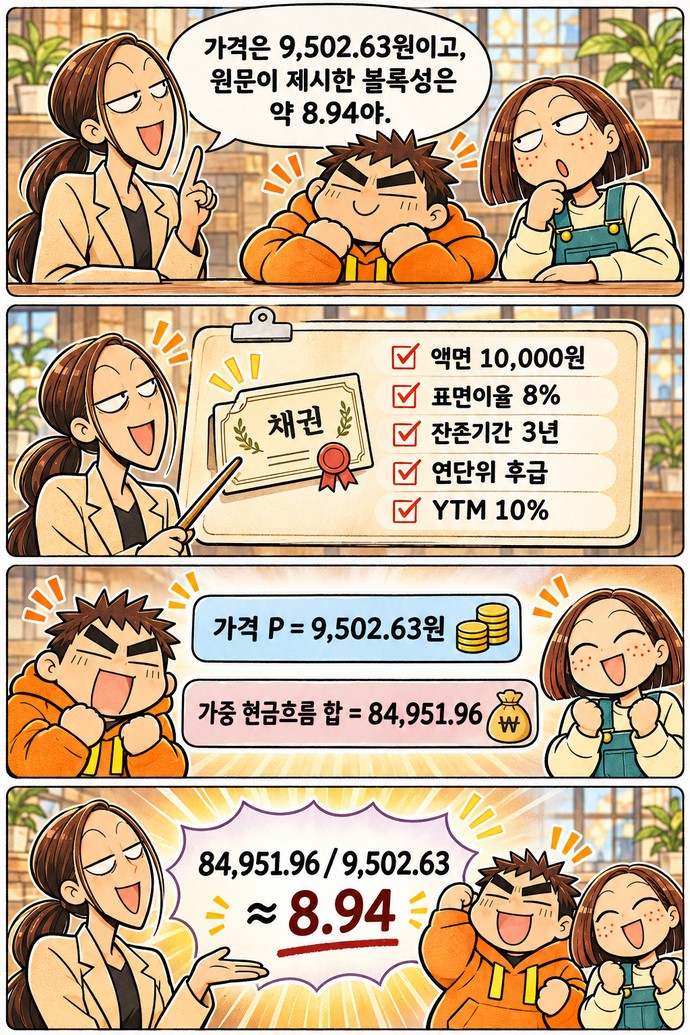 가격은 9,502.63원이고,
원문이 제시한 볼록성은
약 8.94야.
채권
액면 10,000원
표면이율 8%
잔존기간 3년
연단위 후급
YTM 10%
가격 P = 9,502.63원
가중 현금흐름 합 = 84,951.96
₩
84,951.96 / 9,502.63
≈ 8.94